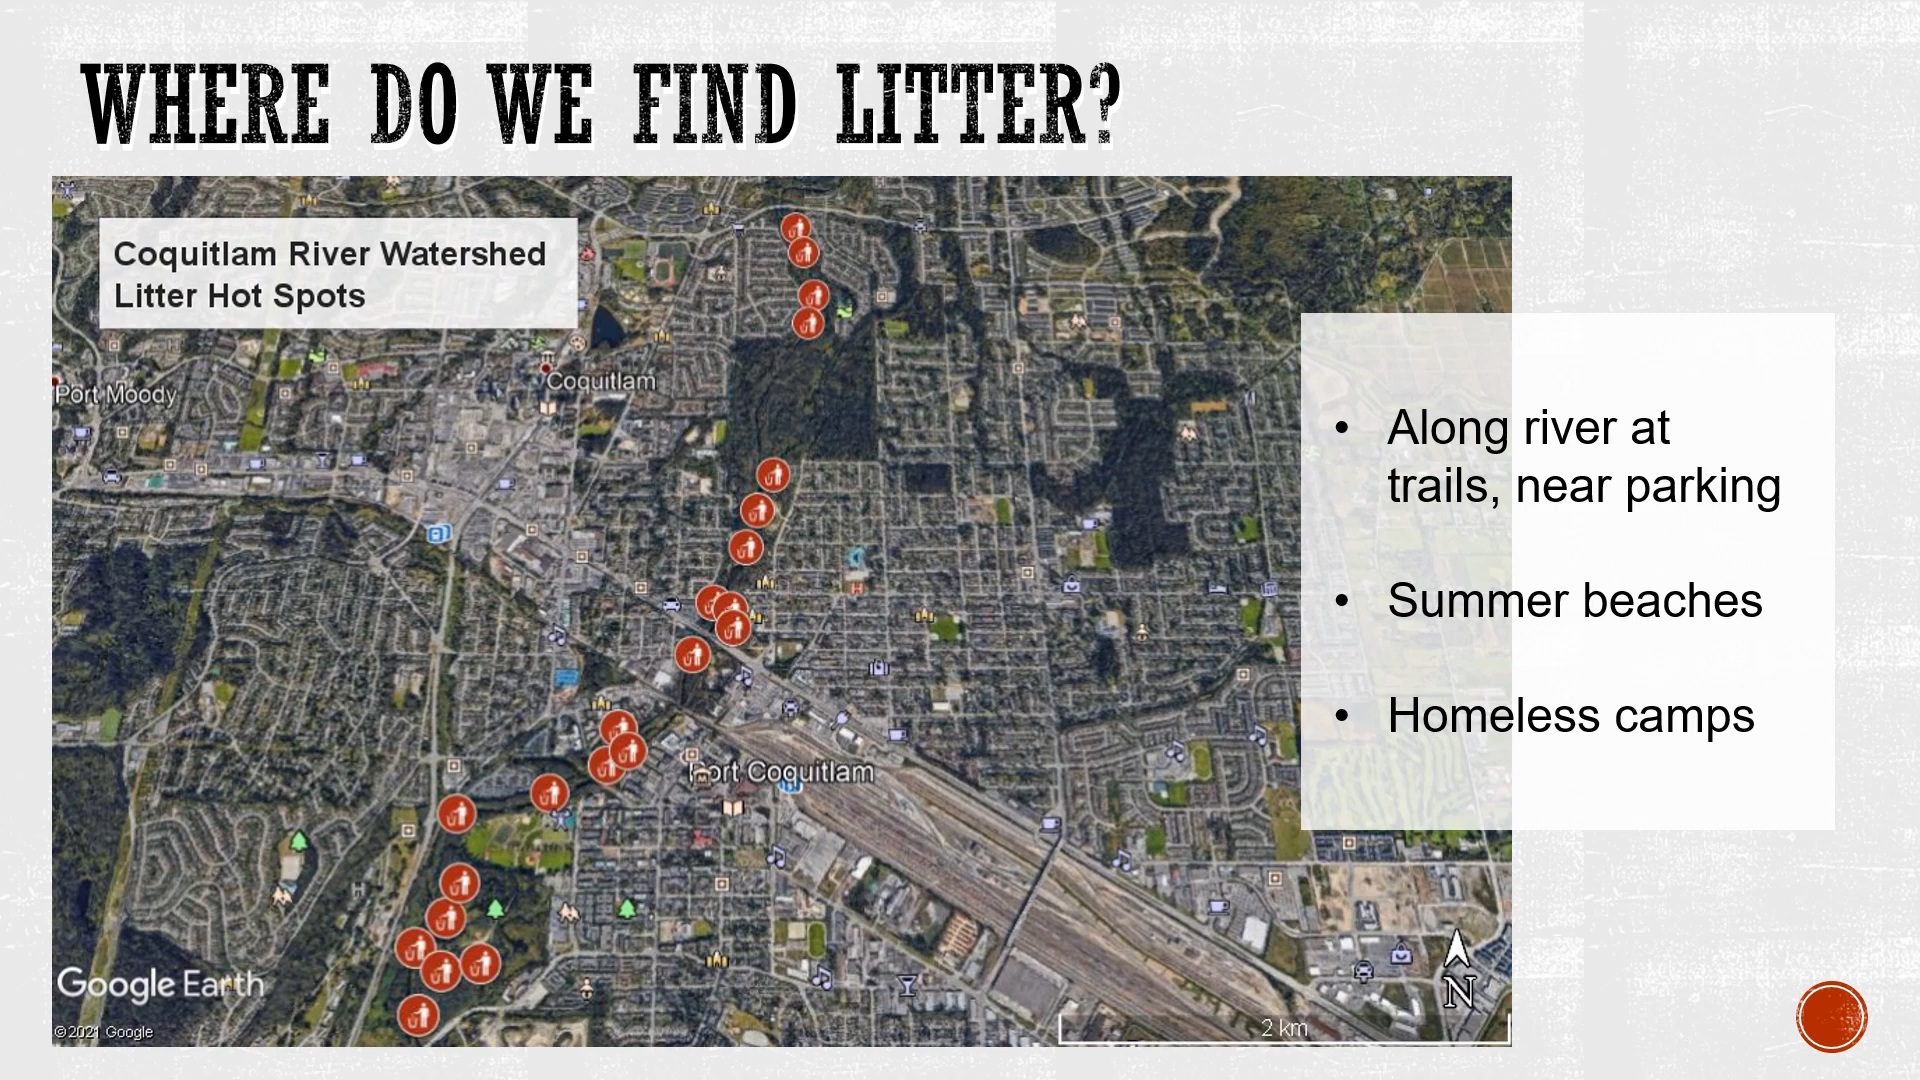 WHERE DO WE FIND LITTER?
Coquitlam River Watershed
Litter Hot Spots
Port Moody
Coquitlam
• Along river at
trails, near parking
• Summer beaches
• Homeless camps
Port Coquitlam
Google Earth
©2021 Google
N
2 km